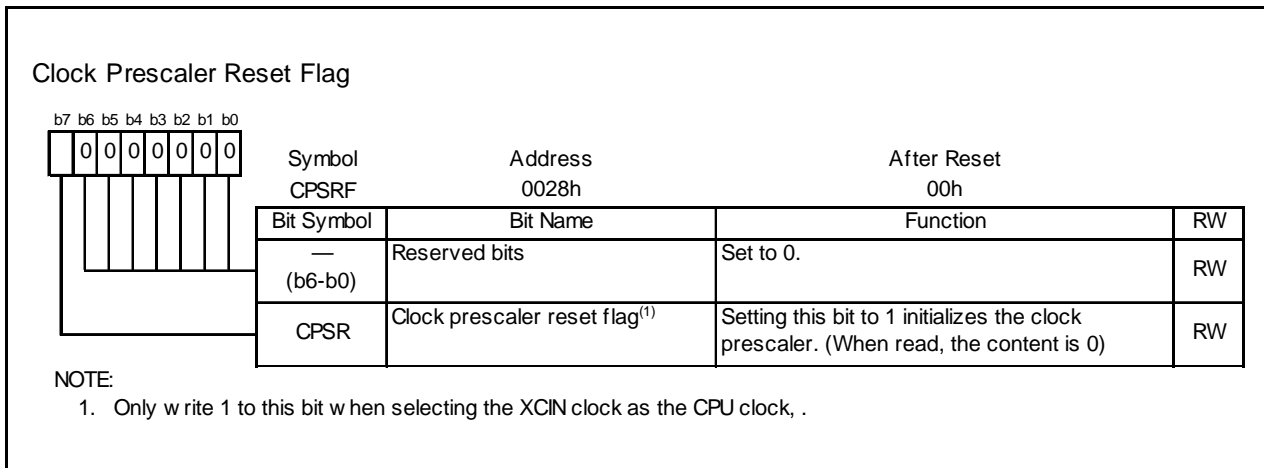 Clock Prescaler Reset Flag
b7 b6 b5 b4 b3 b2 b1 b0
0 0 0 0 0 0 0
Symbol Address After Reset
CPSRF 0028h 00h
Bit Symbol Bit Name Function RW
— Reserved bits Set to 0. RW
(b6-b0)
CPSR Clock prescaler reset flag(1) Setting this bit to 1 initializes the clock RW
prescaler. (When read, the content is 0)
NOTE:
1. Only write 1 to this bit when selecting the XCIN clock as the CPU clock, .